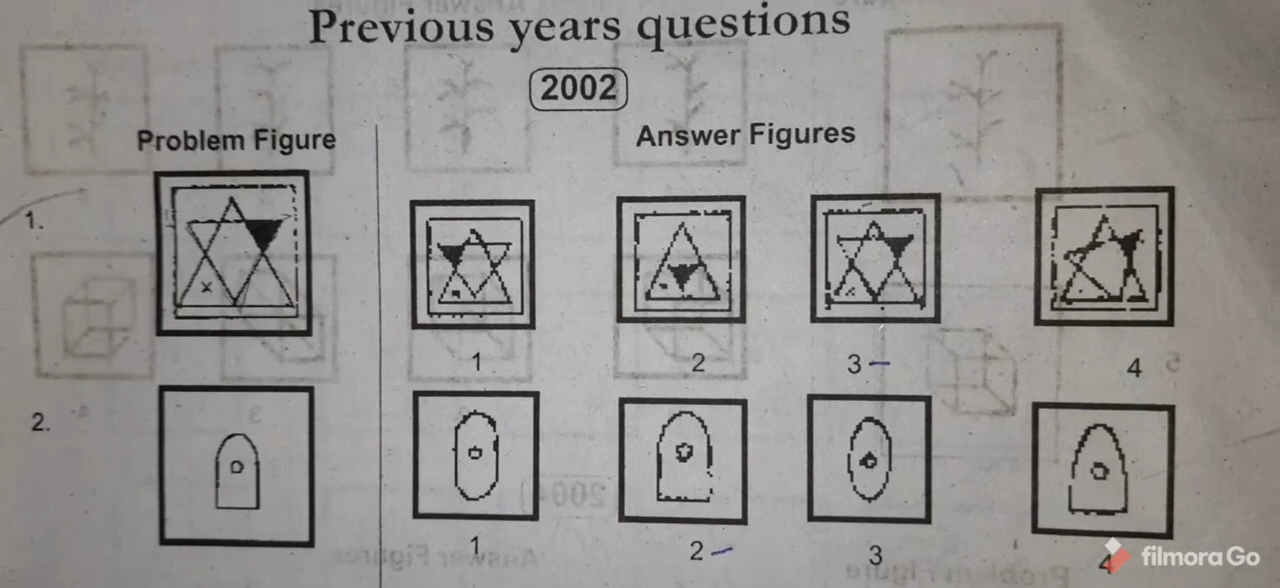 Previous years questions
2002
Problem Figure
Answer Figures
1.
1
2
3
4
2.
1
2
3
4
filmora Go